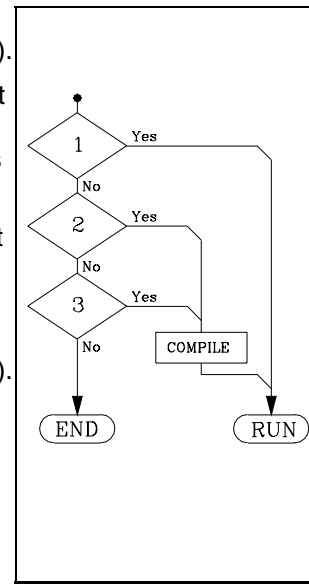 ).
t
1
Yes
s
No
2
Yes
t
No
3
Yes
No
COMPILE
).
END
RUN